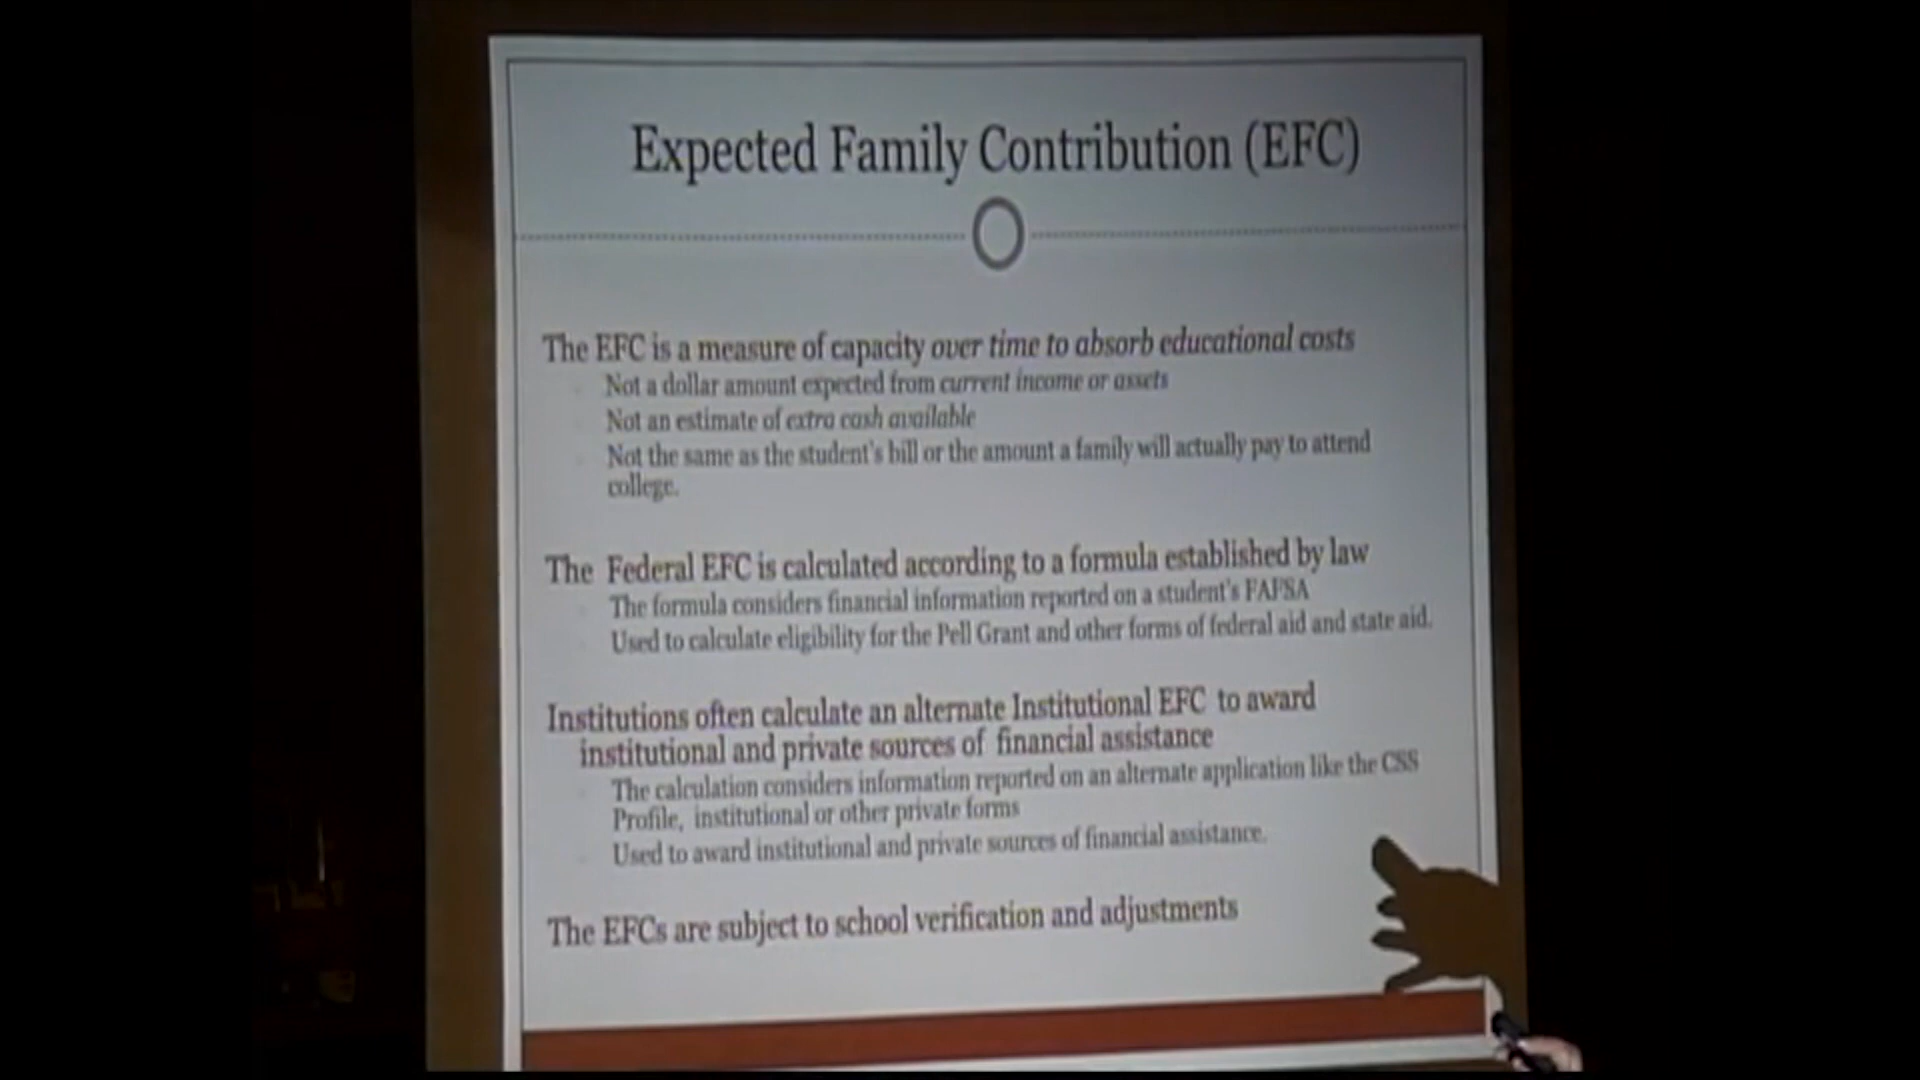 Expected Family Contribution (EFC)
The EFC is a measure of capacity over time to absorb educational costs
Not a dollar amount expected from current income or assets
Not an estimate of extra cash available
Not the same as the student's bill or the amount a family will actually pay to attend
college.
The Federal EFC is calculated according to a formula established by law
The formula considers financial information reported on a student's FAFSA
Used to calculate eligibility for the Pell Grant and other forms of federal aid and state aid.
Institutions often calculate an alternate Institutional EFC to award
institutional and private sources of financial assistance
The calculation considers information reported on an alternate application like the CSS
Profile, institutional or other private forms
Used to award institutional and private sources of financial assistance.
The EFCs are subject to school verification and adjustments